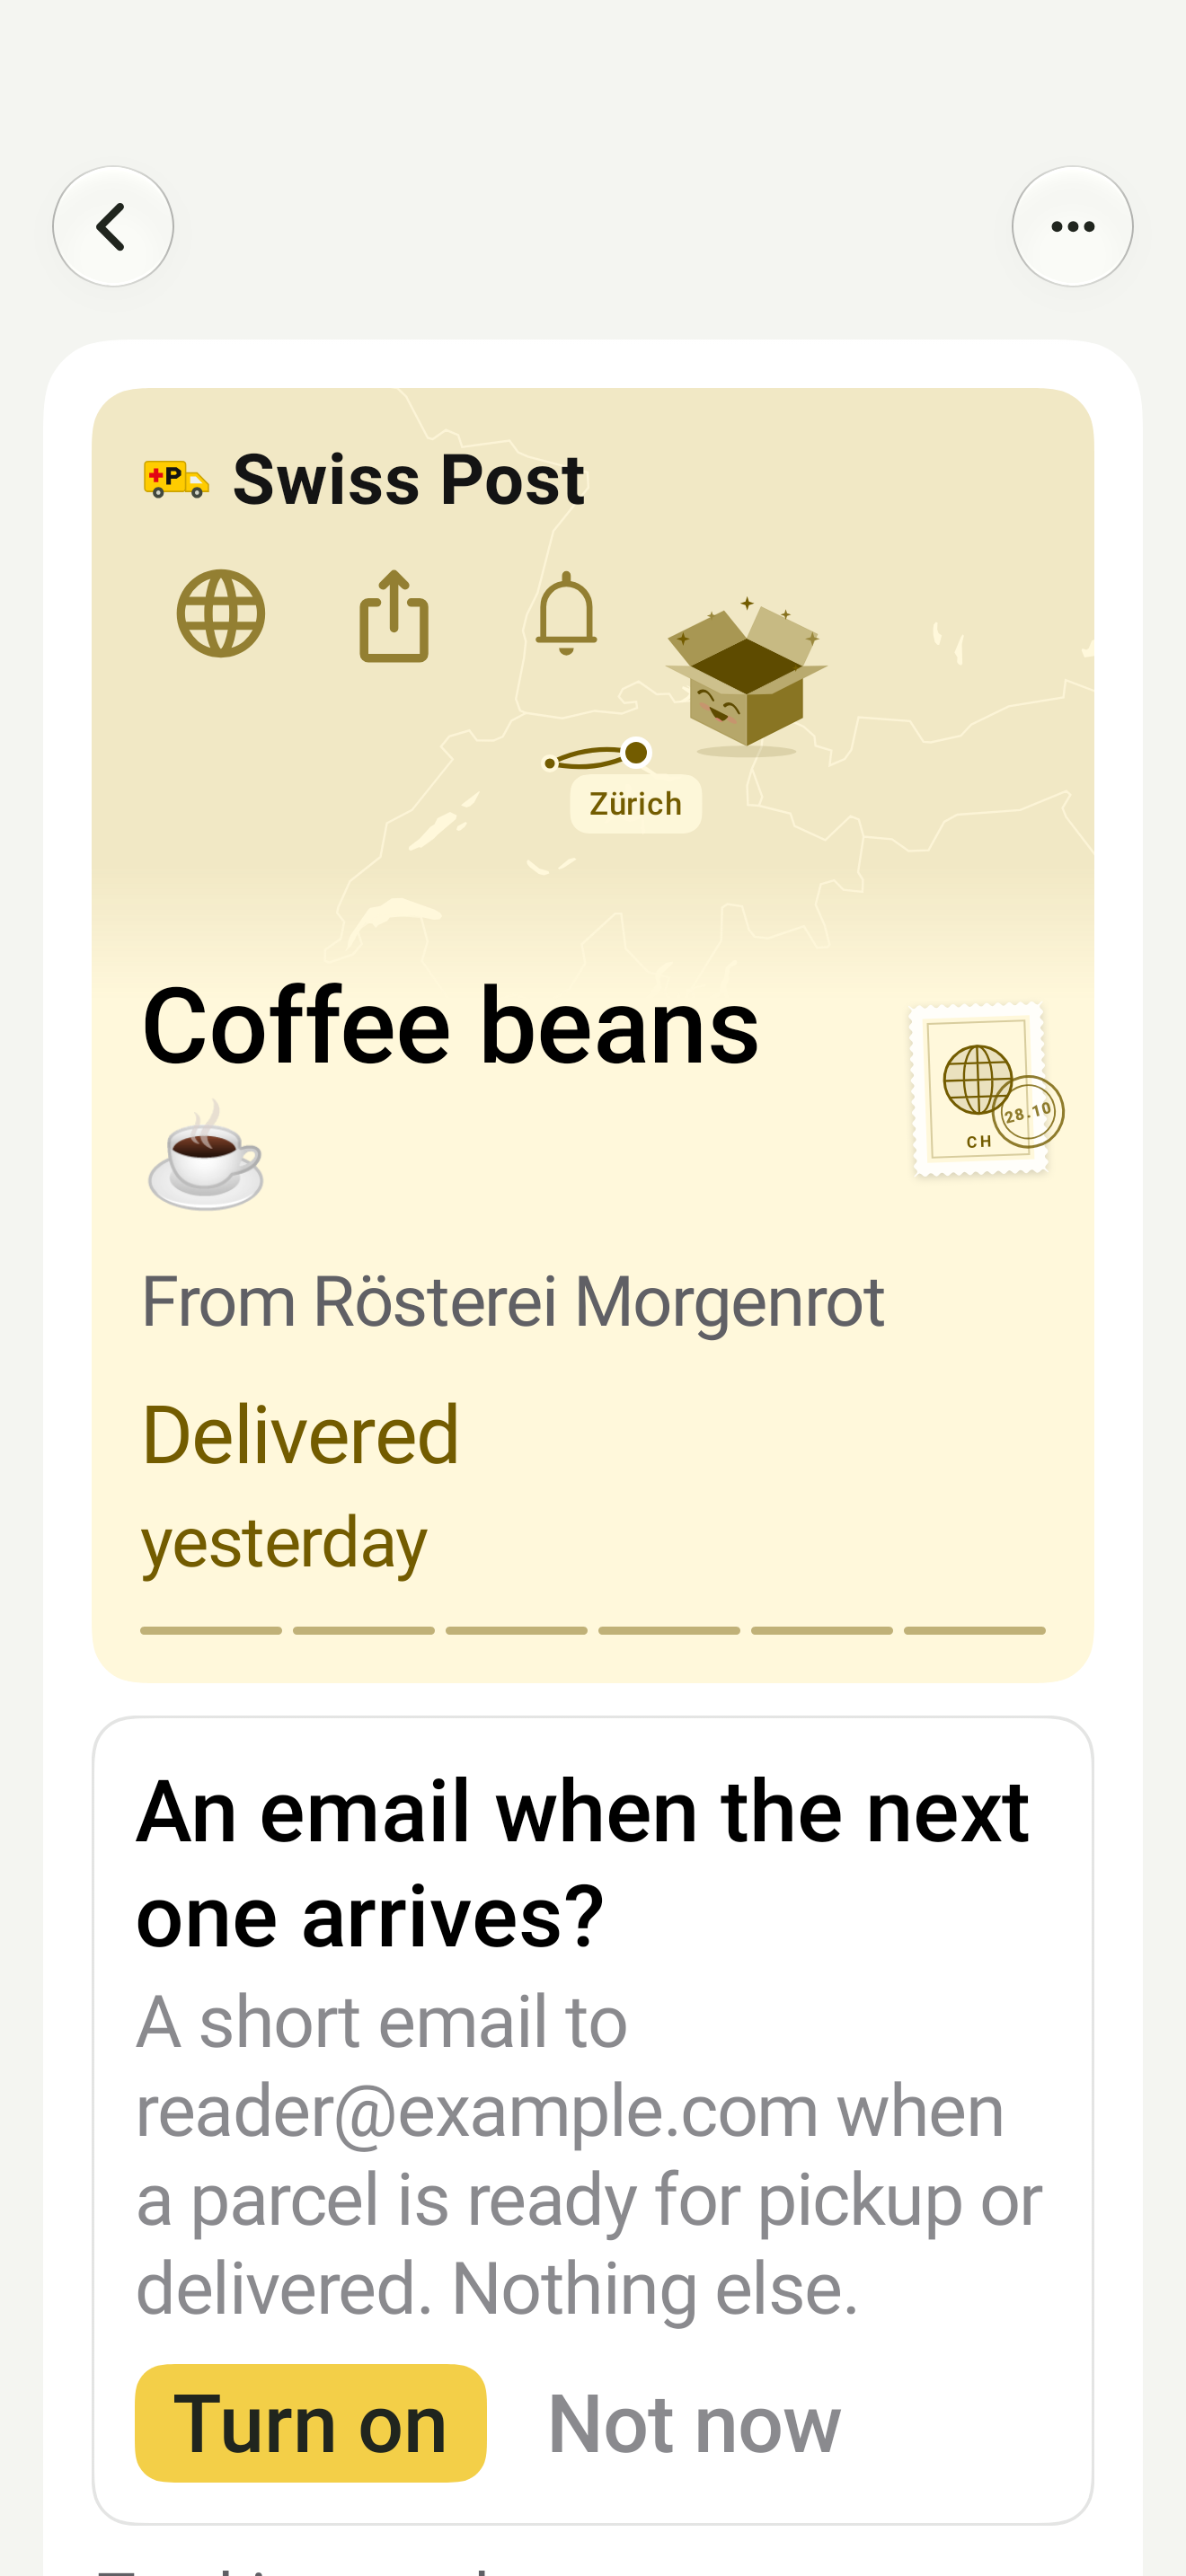 +P Swiss Post
Zürich
Coffee beans
28.10
CH
From Rösterei Morgenrot
Delivered
yesterday
An email when the next
one arrives?
A short email to
reader@example.com when
a parcel is ready for pickup or
delivered. Nothing else.
Turn on Not now